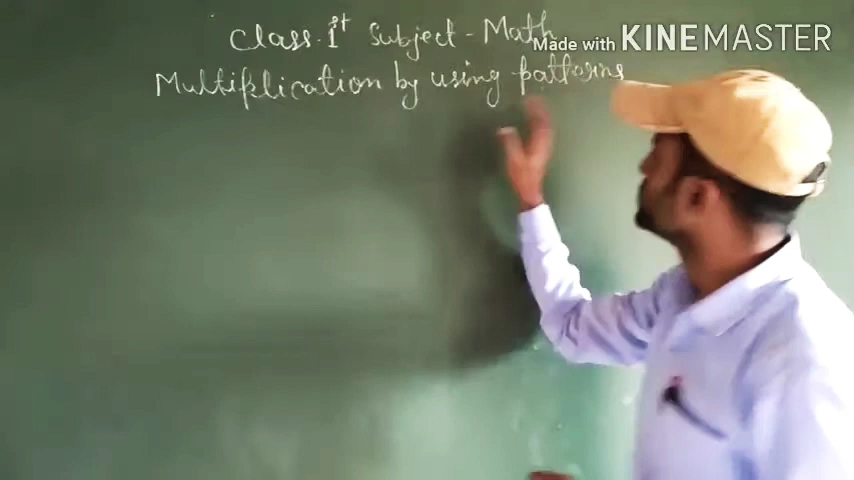 Class. 1st Subject - Math
Made with KINEMASTER
Multiplication by using patterns